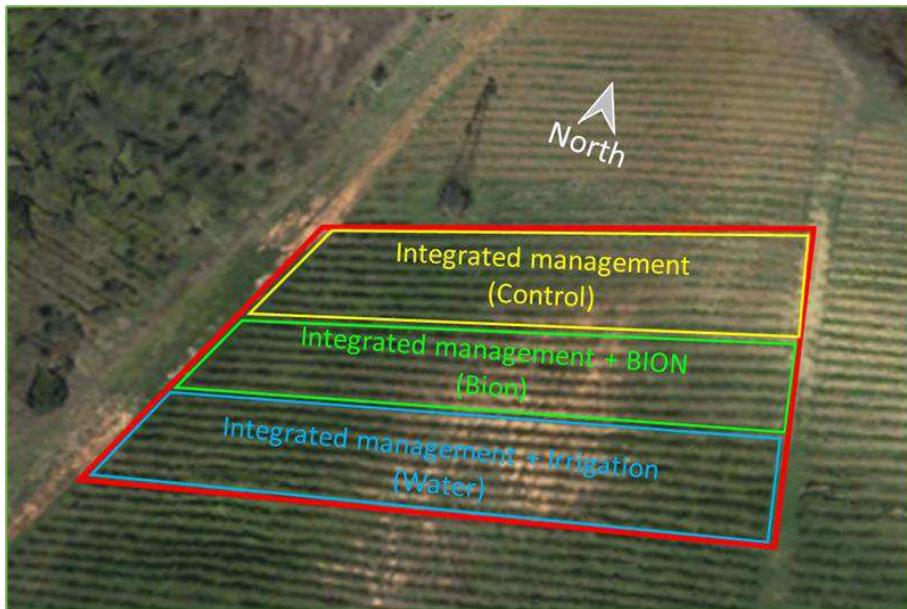 North
Integrated management
(Control)
Integrated management + BION
(Bion)
Integrated management + Irrigation
(Water)